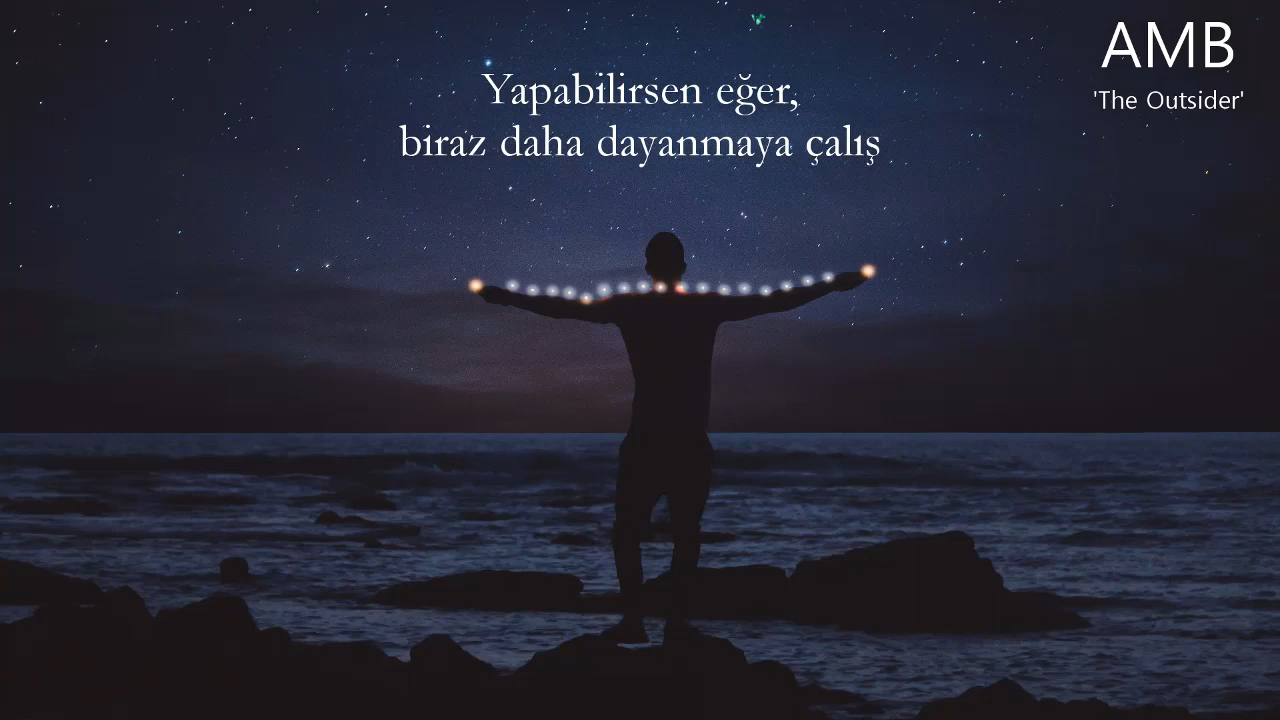 AMB
'The Outsider'
Yapabilirsen eğer,
biraz daha dayanmaya çalış